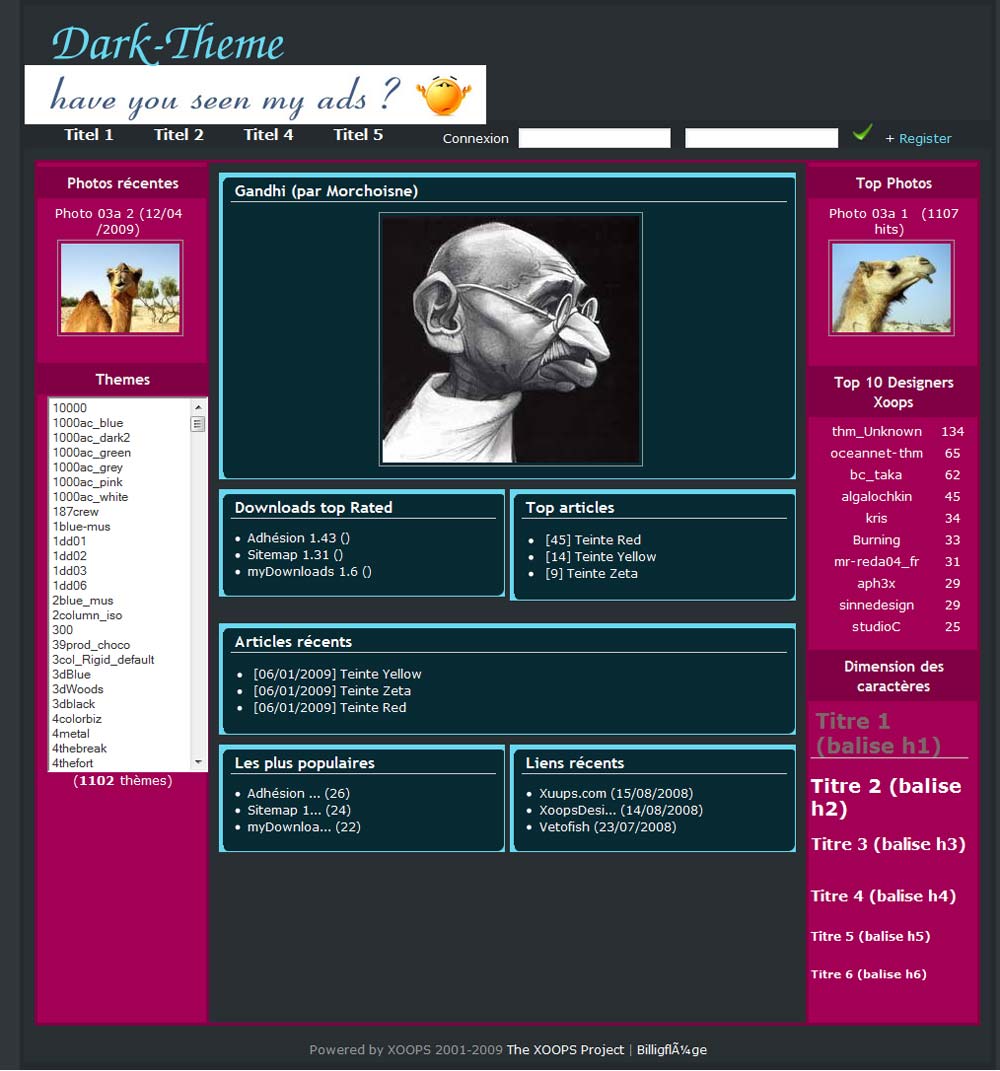 Dark-Theme
have you seen my ads ?
Titel 1 Titel 2 Titel 4 Titel 5 Connexion + Register
Photos récentes
Photo 03a 2 (12/04
/2009)
Themes
10000
1000ac_blue
1000ac_dark2
1000ac_green
1000ac_grey
1000ac_pink
1000ac_white
187crew
1blue-mus
1dd01
1dd02
1dd03
1dd06
2blue_mus
2column_iso
300
39prod_choco
3col_Rigid_default
3dBlue
3dWoods
3dblack
4colorbiz
4metal
4thebreak
4thefort
(1102 thèmes)
Gandhi (par Morchoisne)
Downloads top Rated
• Adhésion 1.43 ()
• Sitemap 1.31 ()
• myDownloads 1.6 ()
Top articles
• [45] Teinte Red
• [14] Teinte Yellow
• [9] Teinte Zeta
Articles récents
• [06/01/2009] Teinte Yellow
• [06/01/2009] Teinte Zeta
• [06/01/2009] Teinte Red
Les plus populaires
• Adhésion ... (26)
• Sitemap 1... (24)
• myDownloa... (22)
Liens récents
• Xuups.com (15/08/2008)
• XoopsDesi... (14/08/2008)
• Vetofish (23/07/2008)
Top Photos
Photo 03a 1 (1107
hits)
Top 10 Designers
Xoops
thm_Unknown 134
oceannet-thm 65
bc_taka 62
algalochkin 45
kris 34
Burning 33
mr-reda04_fr 31
aph3x 29
sinnedesign 29
studioC 25
Dimension des
caractères
Titre 1
(balise h1)
Titre 2 (balise
h2)
Titre 3 (balise h3)
Titre 4 (balise h4)
Titre 5 (balise h5)
Titre 6 (balise h6)
Powered by XOOPS 2001-2009 The XOOPS Project | BilligflÃ¼ge